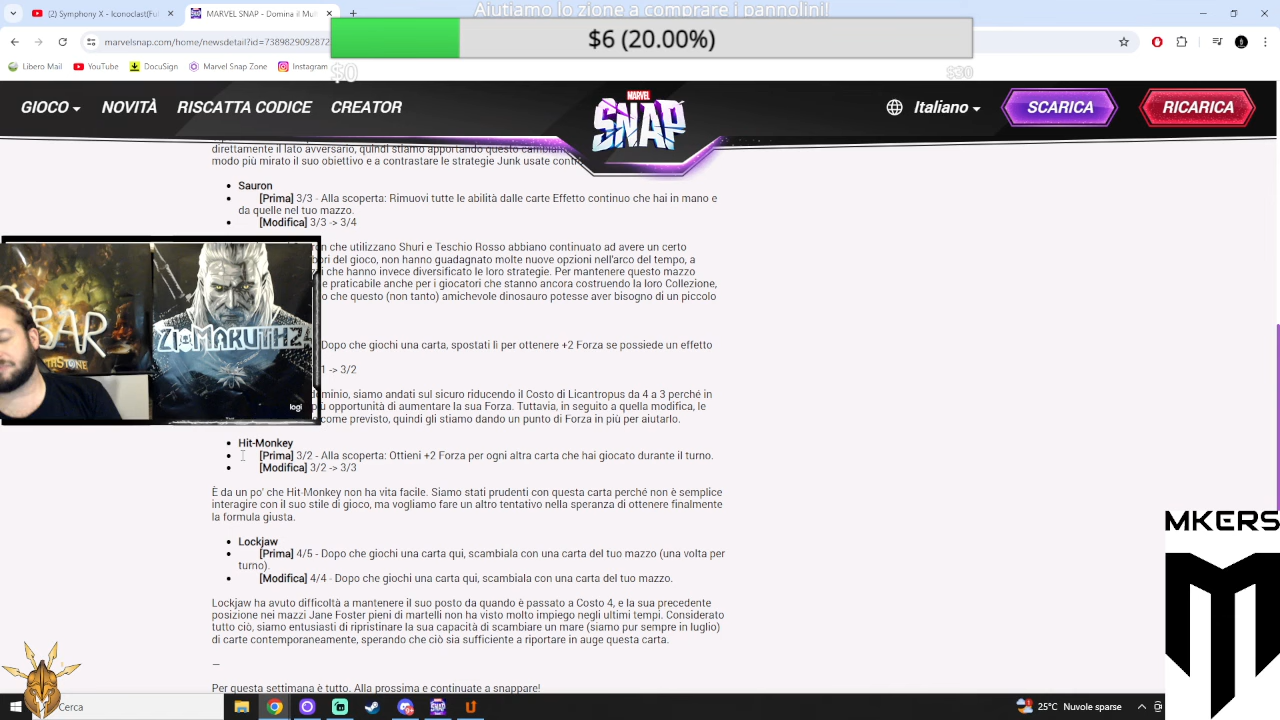 Symphony X - Iconoclast(Ful
MARVEL SNAP
Aiutiamo lo zione a comprare i pannolini!
marvelsnap.com/home/newsdetail?id=7389829092872
$6 (20.00%)
Libero Mail
YouTube
DocuSign
Marvel Snap Zone
Instagram
$0
$30
GIOCO
NOVITÀ
RISCATTA CODICE
CREATOR
MARVEL
SNAP
Italiano
SCARICA
RICARICA
direttamente il lato avversario, quindi stiamo apportando questo
modo più mirato il suo obiettivo e a contrastare le strategie Junk usate
Sauron
[Prima] 3/3 - Alla scoperta: Rimuovi tutte le abilità dalle carte Effetto continuo che hai in mano e
da quelle nel tuo mazzo.
[Modifica] 3/3 -> 3/4
che utilizzano Shuri e Teschio Rosso abbiano continuato ad avere un certo
del gioco, non hanno guadagnato molte nuove opzioni nell'arco del tempo, a
che hanno invece diversificato le loro strategie. Per mantenere questo mazzo
e praticabile anche per i giocatori che stanno ancora costruendo la loro Collezione,
che questo (non tanto) amichevole dinosauro potesse aver bisogno di un piccolo
Dopo che giochi una carta, spostati lì per ottenere +2 Forza se possiede un effetto
-> 3/2
siamo andati sul sicuro riducendo il Costo di Licantropus da 4 a 3 perché in
opportunità di aumentare la sua Forza. Tuttavia, in seguito a quella modifica, le
come previsto, quindi gli stiamo dando un punto di Forza in più per aiutarlo.
BAR
ZIOMAKUTHZ
logi
Hit-Monkey
[Prima] 3/2 - Alla scoperta: Ottieni +2 Forza per ogni altra carta che hai giocato durante il turno.
[Modifica] 3/2 -> 3/3
È da un po' che Hit-Monkey non ha vita facile. Siamo stati prudenti con questa carta perché non è semplice
interagire con il suo stile di gioco, ma vogliamo fare un altro tentativo nella speranza di ottenere finalmente
la formula giusta.
MKERS
Lockjaw
[Prima] 4/5 - Dopo che giochi una carta qui, scambiala con una carta del tuo mazzo (una volta per
turno).
[Modifica] 4/4 - Dopo che giochi una carta qui, scambiala con una carta del tuo mazzo.
Lockjaw ha avuto difficoltà a mantenere il suo posto da quando è passato a Costo 4, e la sua precedente
posizione nei mazzi Jane Foster pieni di martelli non ha visto molto impiego negli ultimi tempi. Considerato
tutto ciò, siamo entusiasti di ripristinare la sua capacità di scambiare un mare (siamo pur sempre in luglio)
di carte contemporaneamente, sperando che ciò sia sufficiente a riportare in auge questa carta.
—
Per questa settimana è tutto. Alla prossima e continuate a snappare!
Cerca
25°C Nuvole sparse